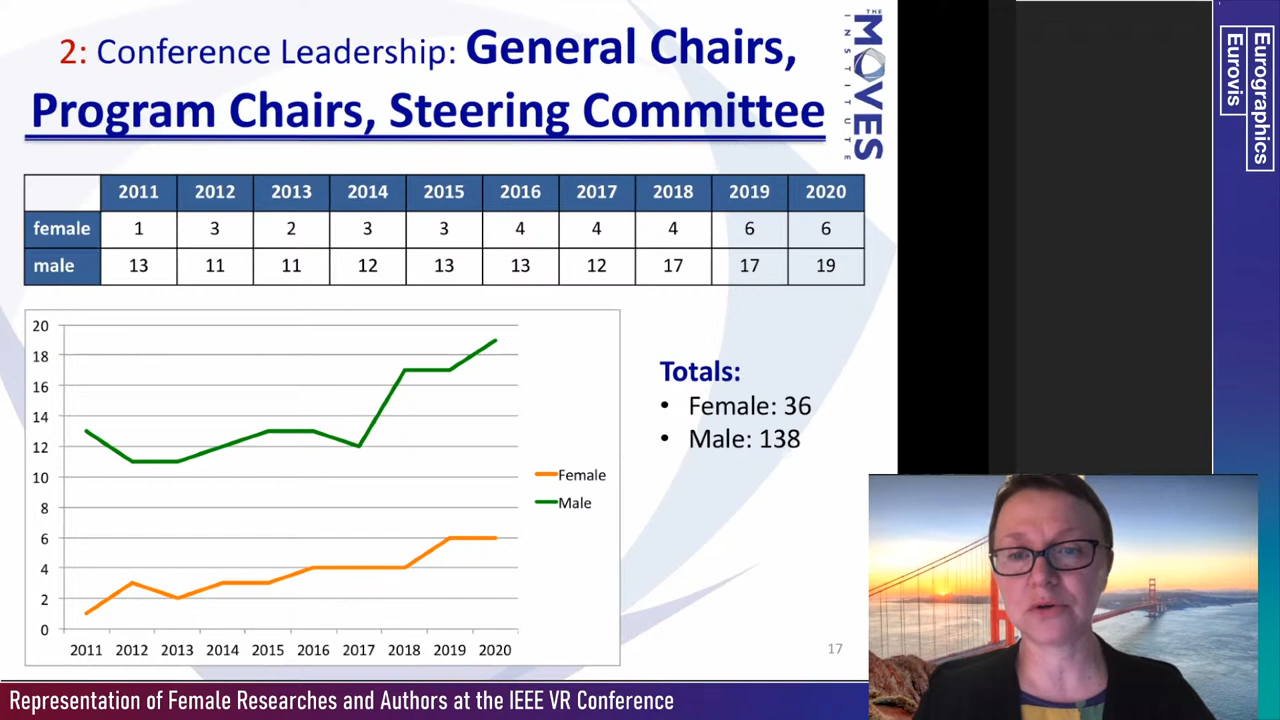 2: Conference Leadership: General Chairs,
Program Chairs, Steering Committee
THE
MOVES
INSTITUTE
Eurographics
Eurovis
2011 2012 2013 2014 2015 2016 2017 2018 2019 2020
female 1 3 2 3 3 4 4 4 6 6
male 13 11 11 12 13 13 12 17 17 19
20
18
16
14
12
10
8
6
4
2
0
2011 2012 2013 2014 2015 2016 2017 2018 2019 2020
Female
Male
Totals:
• Female: 36
• Male: 138
17
Representation of Female Researches and Authors at the IEEE VR Conference